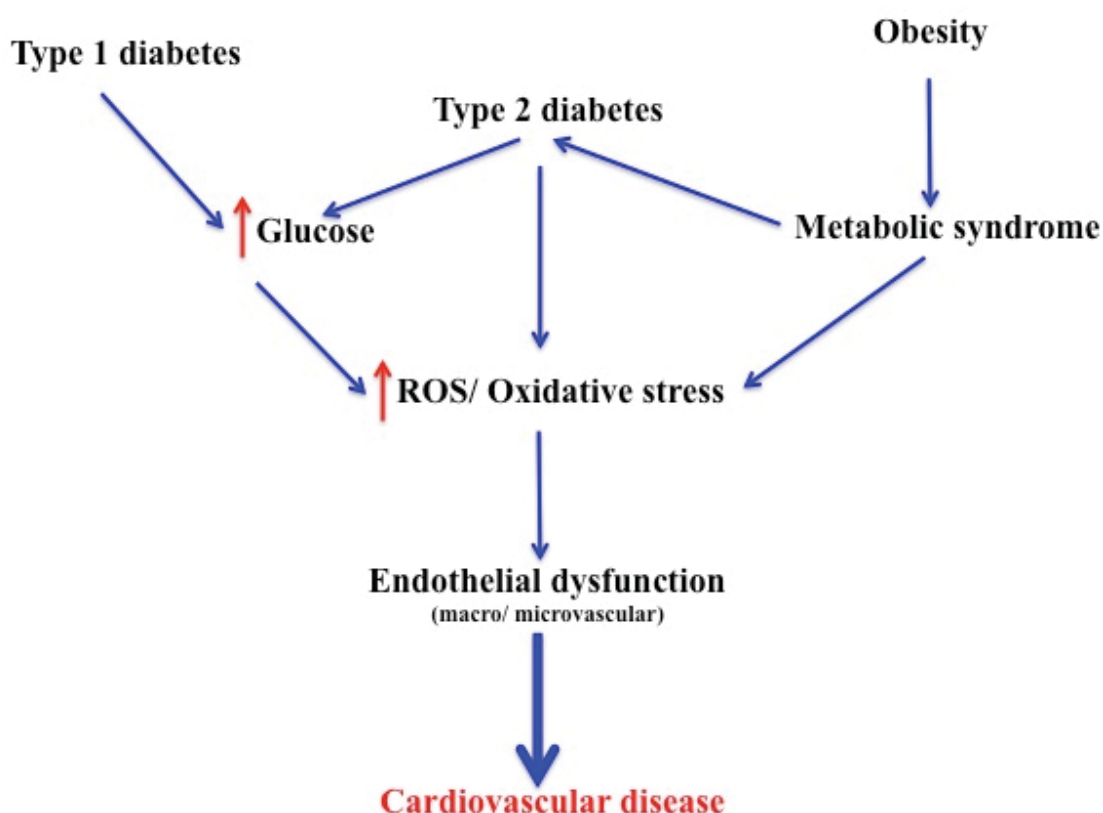 Type 1 diabetes
Obesity
Type 2 diabetes
Glucose
Metabolic syndrome
ROS/ Oxidative stress
Endothelial dysfunction
(macro/ microvascular)
Cardiovascular disease